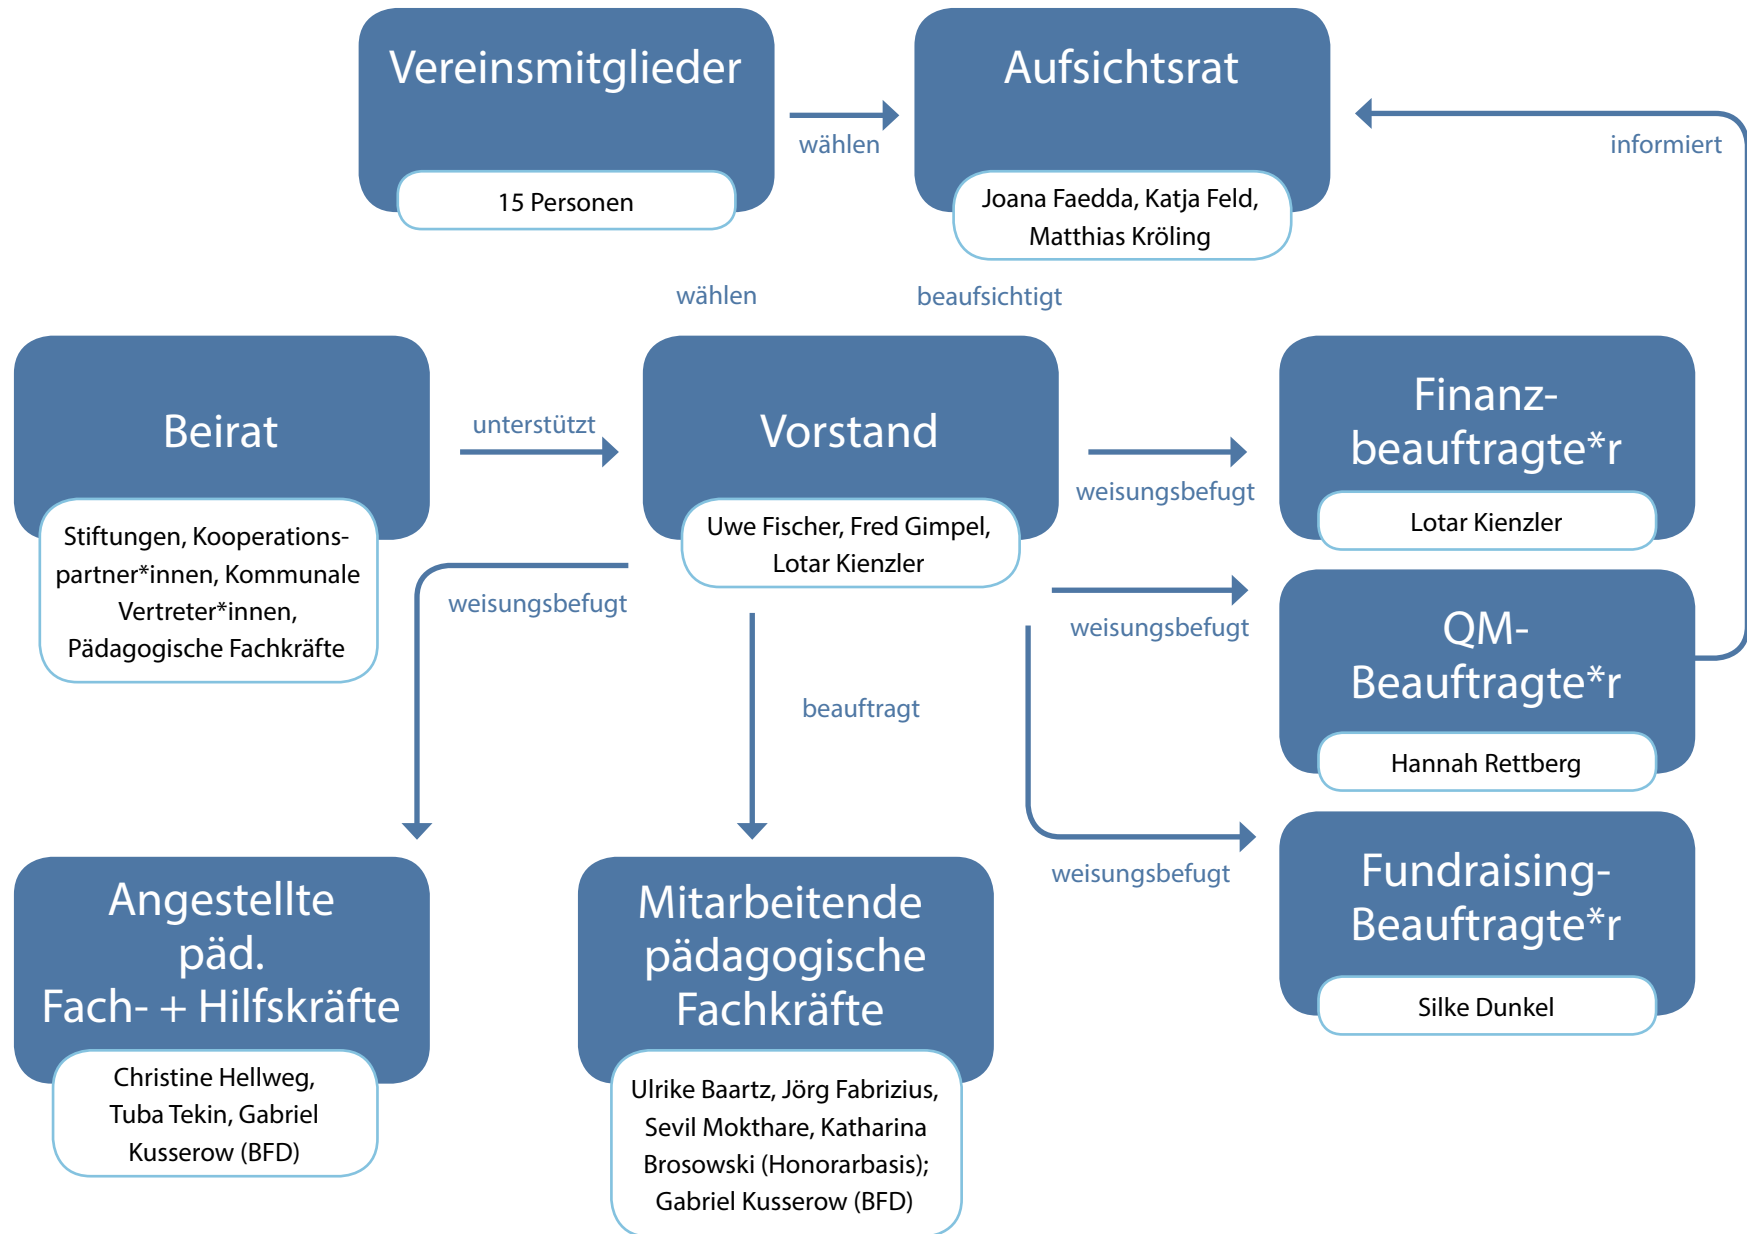 Vereinsmitglieder
15 Personen
wählen
Aufsichtsrat
Joana Faedda, Katja Feld,
Matthias Kröling
informiert
wählen
beaufsichtigt
Beirat
Stiftungen, Kooperations-
partner*innen, Kommunale
Vertreter*innen,
Pädagogische Fachkräfte
unterstützt
Vorstand
Uwe Fischer, Fred Gimpel,
Lotar Kienzler
weisungsbefugt
Finanz-
beauftragte*r
Lotar Kienzler
weisungsbefugt
QM-
Beauftragte*r
Hannah Rettberg
weisungsbefugt
beauftragt
weisungsbefugt
Fundraising-
Beauftragte*r
Silke Dunkel
Angestellte
päd.
Fach- + Hilfskräfte
Christine Hellweg,
Tuba Tekin, Gabriel
Kusserow (BFD)
Mitarbeitende
pädagogische
Fachkräfte
Ulrike Baartz, Jörg Fabrizius,
Sevil Mokthare, Katharina
Brosowski (Honorarbasis);
Gabriel Kusserow (BFD)